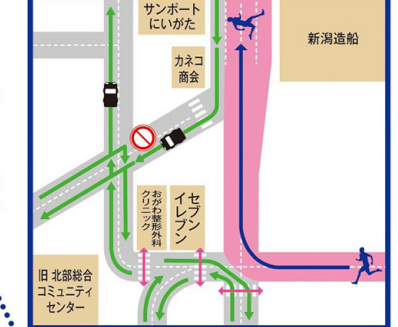 サンポート
にいがた
新潟造船
カネコ
商会
おがわ整形外科
クリニック
セブン
イレブン
旧 北部総合
コミュニティ
センター